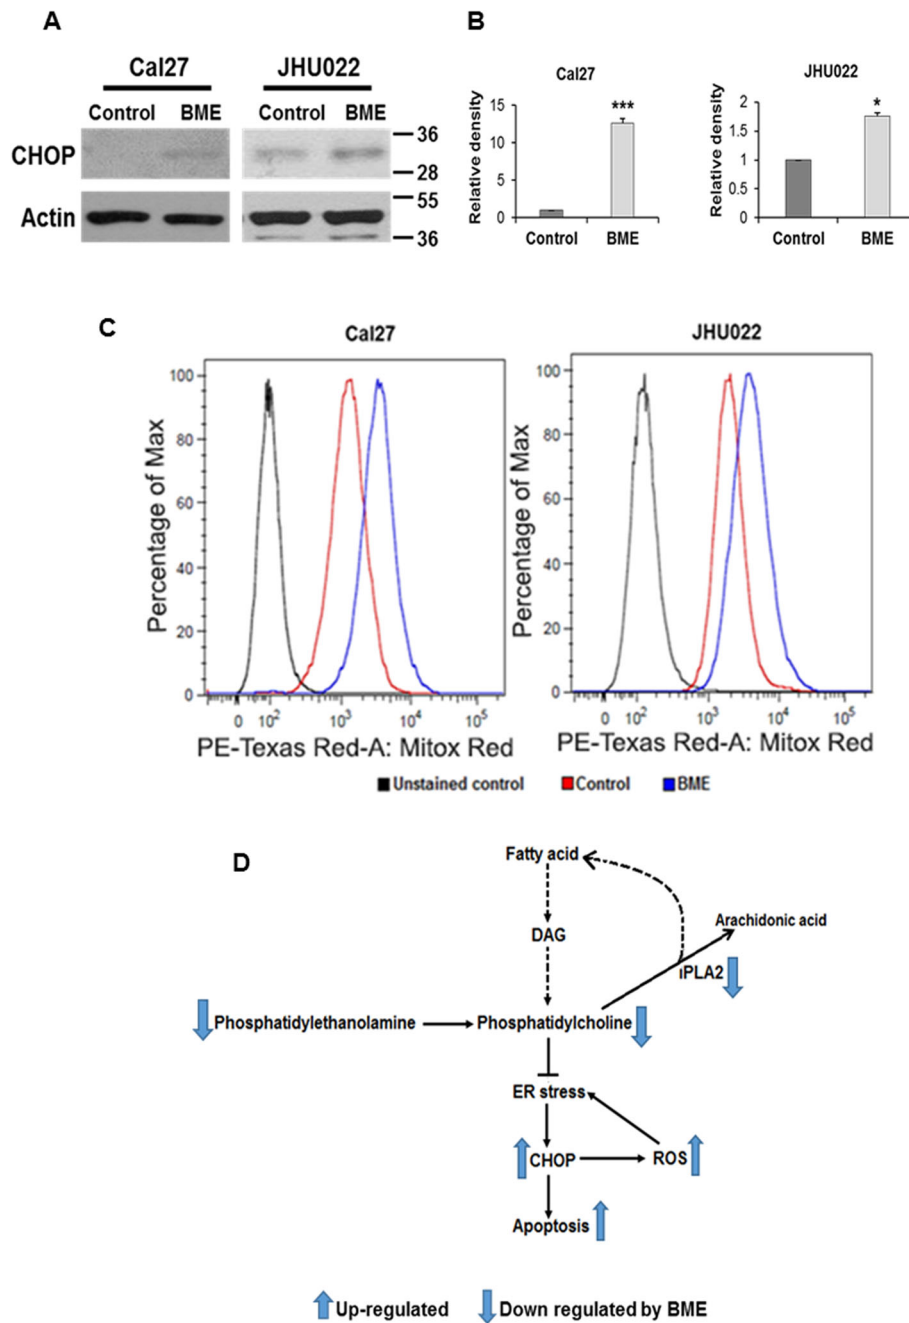 A
Cal27 JHU022
Control BME Control BME
CHOP
36
28
Actin
55
36
B
Cal27
Relative density
15
10
5
0
***
Control BME
JHU022
Relative density
2
1.5
1
0.5
0
*
Control BME
C
Cal27
Percentage of Max
100
80
60
40
20
0
0 10² 10³ 10⁴ 10⁵
PE-Texas Red-A: Mitox Red
JHU022
Percentage of Max
100
80
60
40
20
0
0 10² 10³ 10⁴ 10⁵
PE-Texas Red-A: Mitox Red
Unstained control Control BME
D
Fatty acid
Arachidonic acid
DAG
iPLA2
Phosphatidylethanolamine Phosphatidylcholine
ER stress
CHOP ROS
Apoptosis
Up-regulated Down regulated by BME